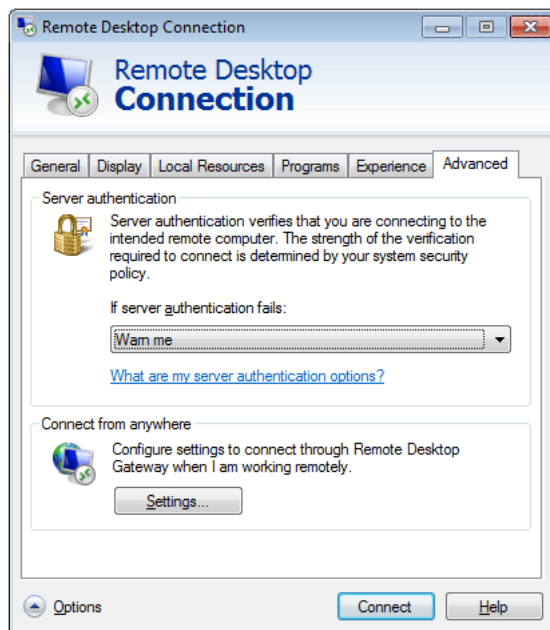 Remote Desktop Connection
Remote Desktop
Connection
General Display Local Resources Programs Experience Advanced
Server authentication
Server authentication verifies that you are connecting to the
intended remote computer. The strength of the verification
required to connect is determined by your system security
policy.
If server authentication fails:
Warn me
What are my server authentication options?
Connect from anywhere
Configure settings to connect through Remote Desktop
Gateway when I am working remotely.
Settings...
Options Connect Help